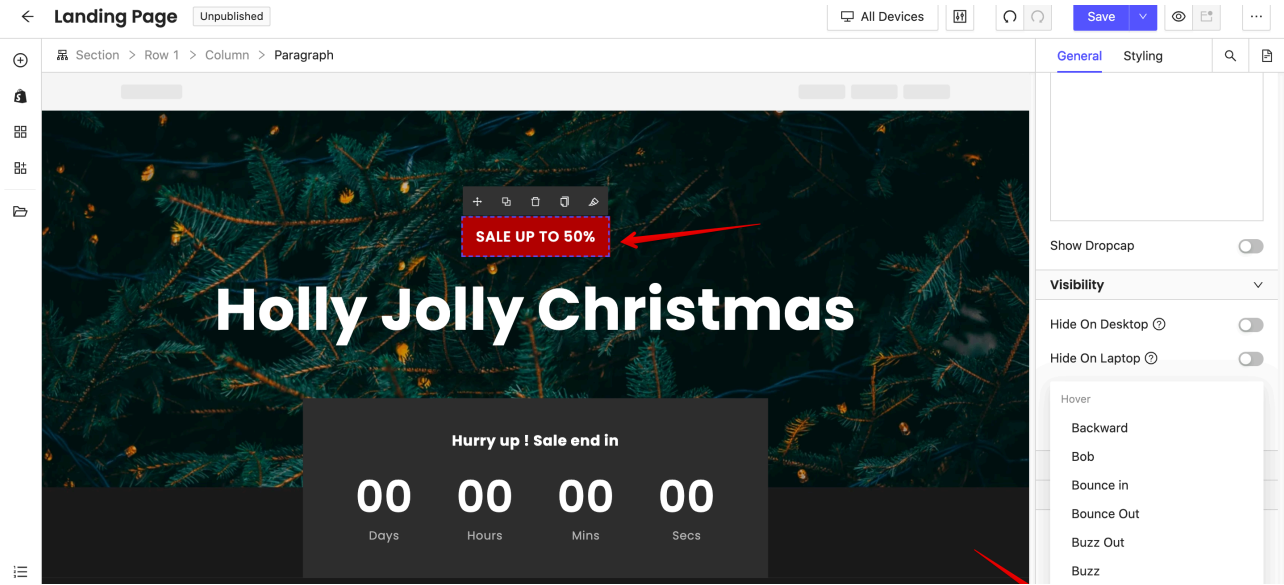 Landing Page
Unpublished
All Devices
Save
Section > Row 1 > Column > Paragraph
General
Styling
SALE UP TO 50%
Holly Jolly Christmas
Hurry up ! Sale end in
00 00 00 00
Days Hours Mins Secs
Show Dropcap
Visibility
Hide On Desktop
Hide On Laptop
Hover
Backward
Bob
Bounce in
Bounce Out
Buzz Out
Buzz